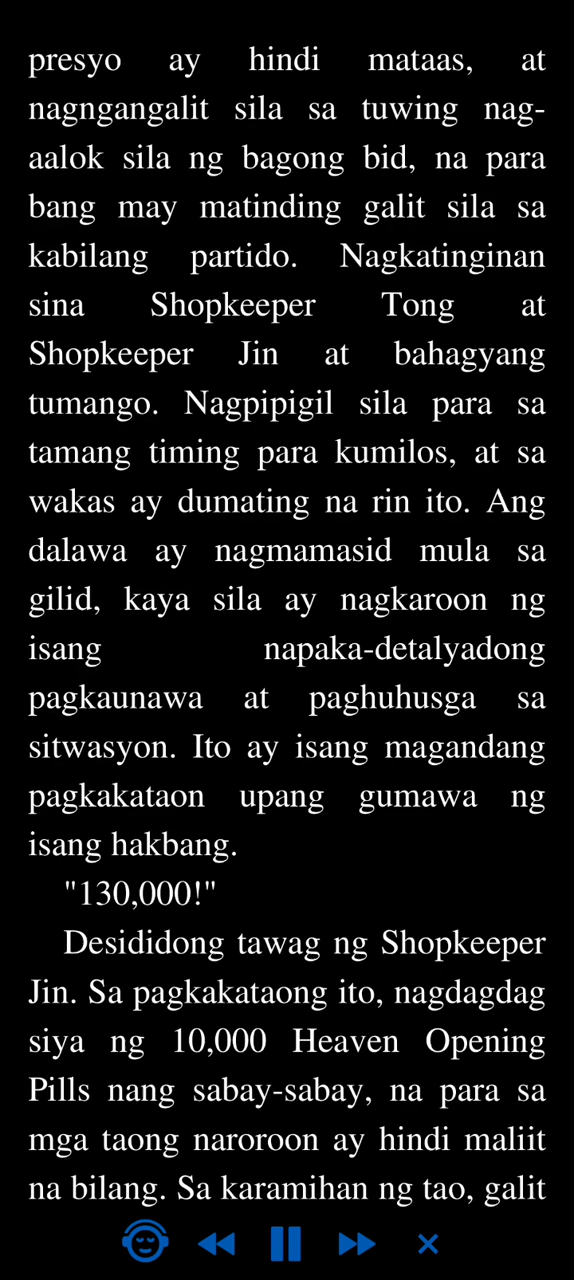 presyo ay hindi mataas, at
nagngangalit sila sa tuwing nag-
aalok sila ng bagong bid, na para
bang may matinding galit sila sa
kabilang partido. Nagkatinginan
sina Shopkeeper Tong at
Shopkeeper Jin at bahagyang
tumango. Nagpipigil sila para sa
tamang timing para kumilos, at sa
wakas ay dumating na rin ito. Ang
dalawa ay nagmamasid mula sa
gilid, kaya sila ay nagkaroon ng
isang napaka-detalyadong
pagkaunawa at paghuhusga sa
sitwasyon. Ito ay isang magandang
pagkakataon upang gumawa ng
isang hakbang.
"130,000!"
Desididong tawag ng Shopkeeper
Jin. Sa pagkakataong ito, nagdagdag
siya ng 10,000 Heaven Opening
Pills nang sabay-sabay, na para sa
mga taong naroroon ay hindi maliit
na bilang. Sa karamihan ng tao, galit